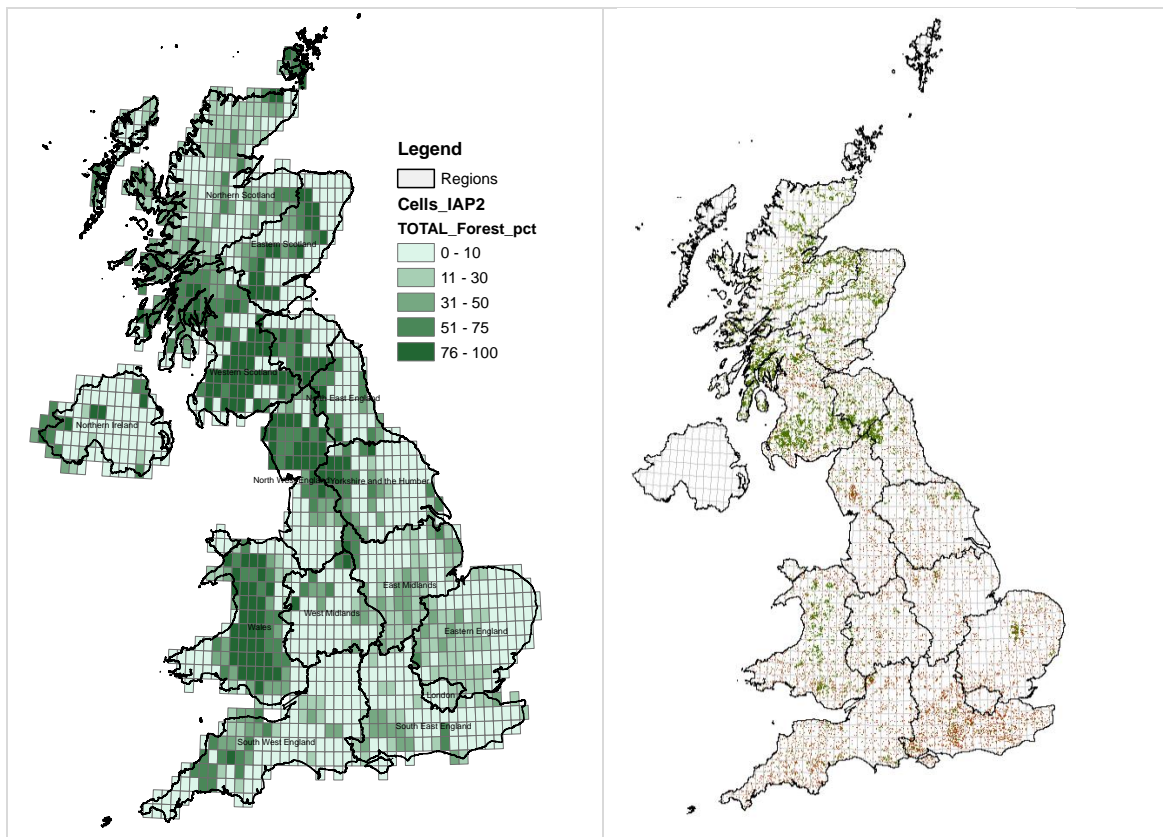 Legend
Regions
Cells_IAP2
TOTAL_Forest_pct
0 - 10
11 - 30
31 - 50
51 - 75
76 - 100
Northern Scotland
Eastern Scotland
Western Scotland
North East England
Northern Ireland
North West England
Yorkshire and the Humber
East Midlands
West Midlands
Wales
Eastern England
London
South East England
South West England